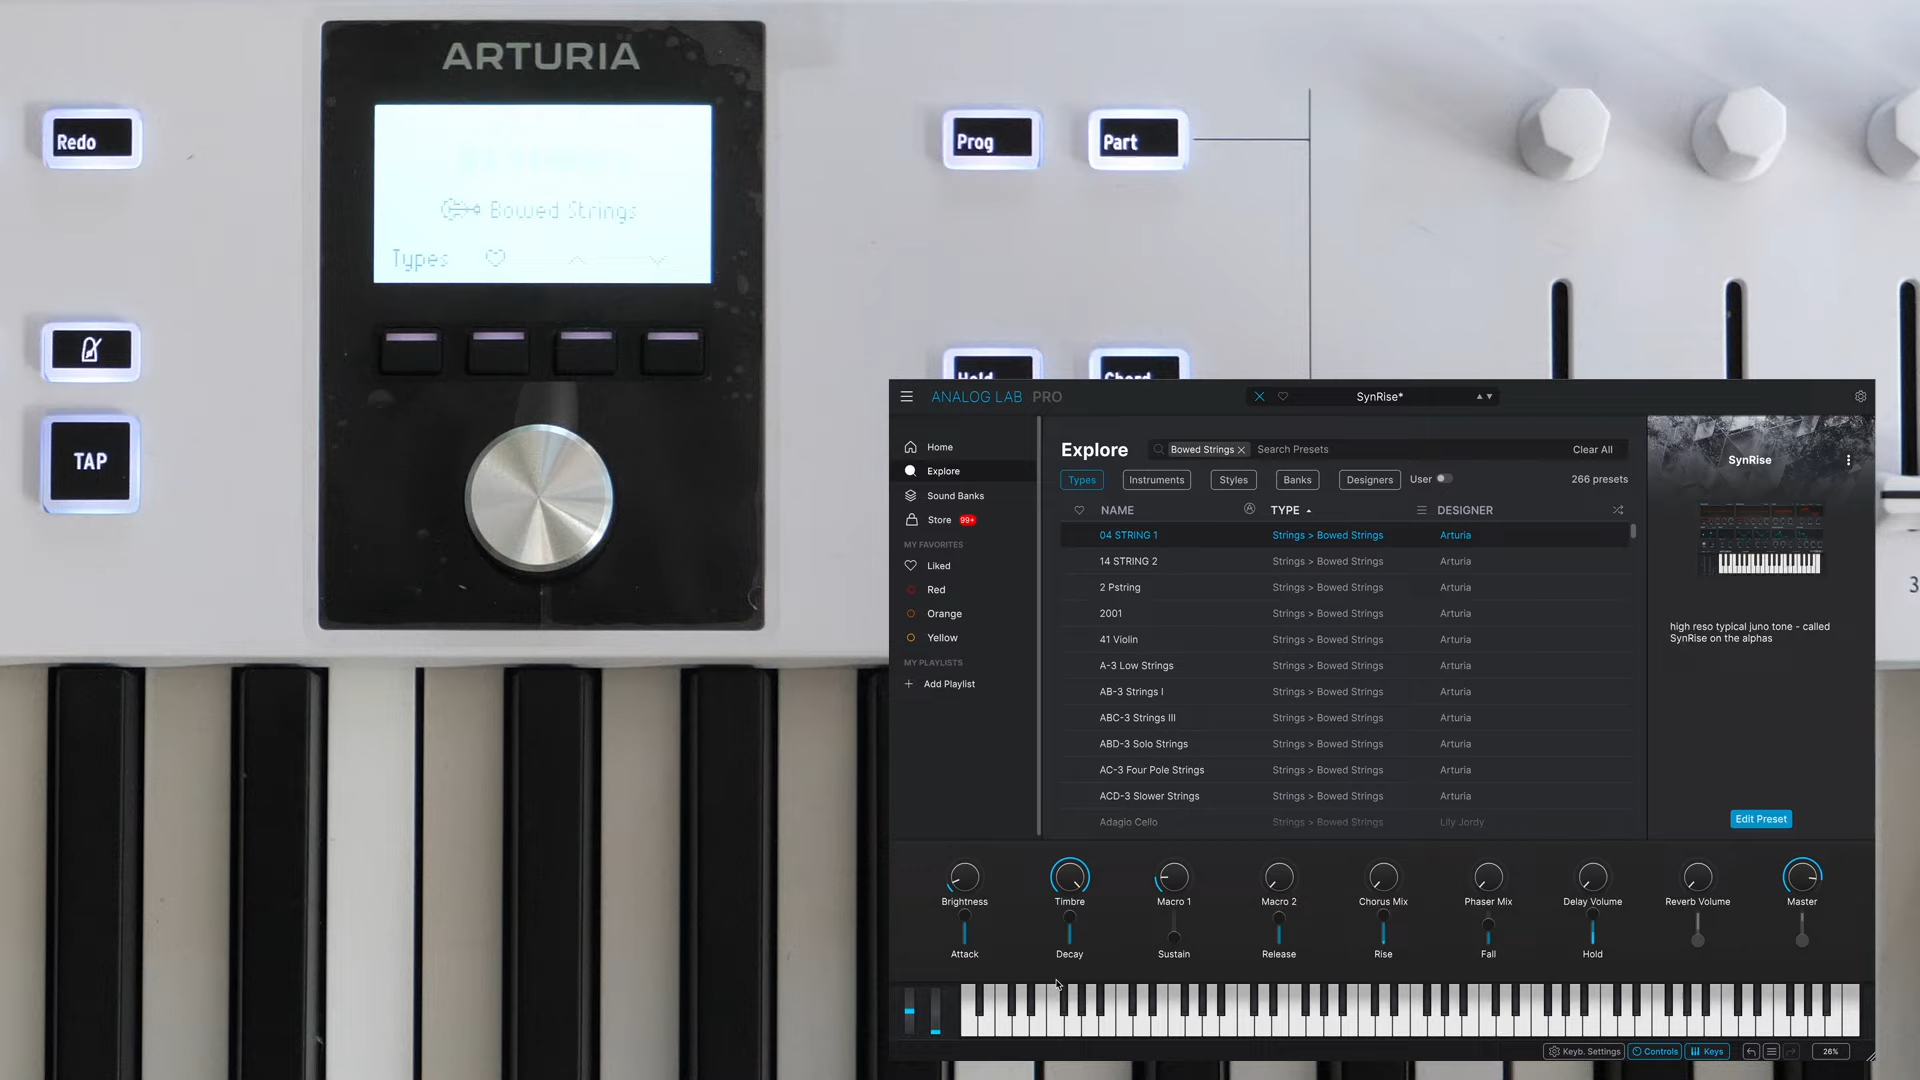 ARTURIA
Redo
TAP
Bowed Strings
Types
Prog
Part
Hold
Chord
3
ANALOG LAB PRO
SynRise*
Home
Explore
Sound Banks
Store 99+
MY FAVORITES
Liked
Red
Orange
Yellow
MY PLAYLISTS
Add Playlist
Explore
Bowed Strings
Search Presets
Clear All
Types
Instruments
Styles
Banks
Designers
User
266 presets
NAME TYPE DESIGNER
04 STRING 1 Strings > Bowed Strings Arturia
14 STRING 2 Strings > Bowed Strings Arturia
2 Pstring Strings > Bowed Strings Arturia
2001 Strings > Bowed Strings Arturia
41 Violin Strings > Bowed Strings Arturia
A-3 Low Strings Strings > Bowed Strings Arturia
AB-3 Strings I Strings > Bowed Strings Arturia
ABC-3 Strings III Strings > Bowed Strings Arturia
ABD-3 Solo Strings Strings > Bowed Strings Arturia
AC-3 Four Pole Strings Strings > Bowed Strings Arturia
ACD-3 Slower Strings Strings > Bowed Strings Arturia
Adagio Cello Strings > Bowed Strings Lily Jordy
SynRise
high reso typical juno tone - called
SynRise on the alphas
Edit Preset
Brightness Timbre Macro 1 Macro 2 Chorus Mix Phaser Mix Delay Volume Reverb Volume Master
Attack Decay Sustain Release Rise Fall Hold
Keyb. Settings
Controls
Keys
26%